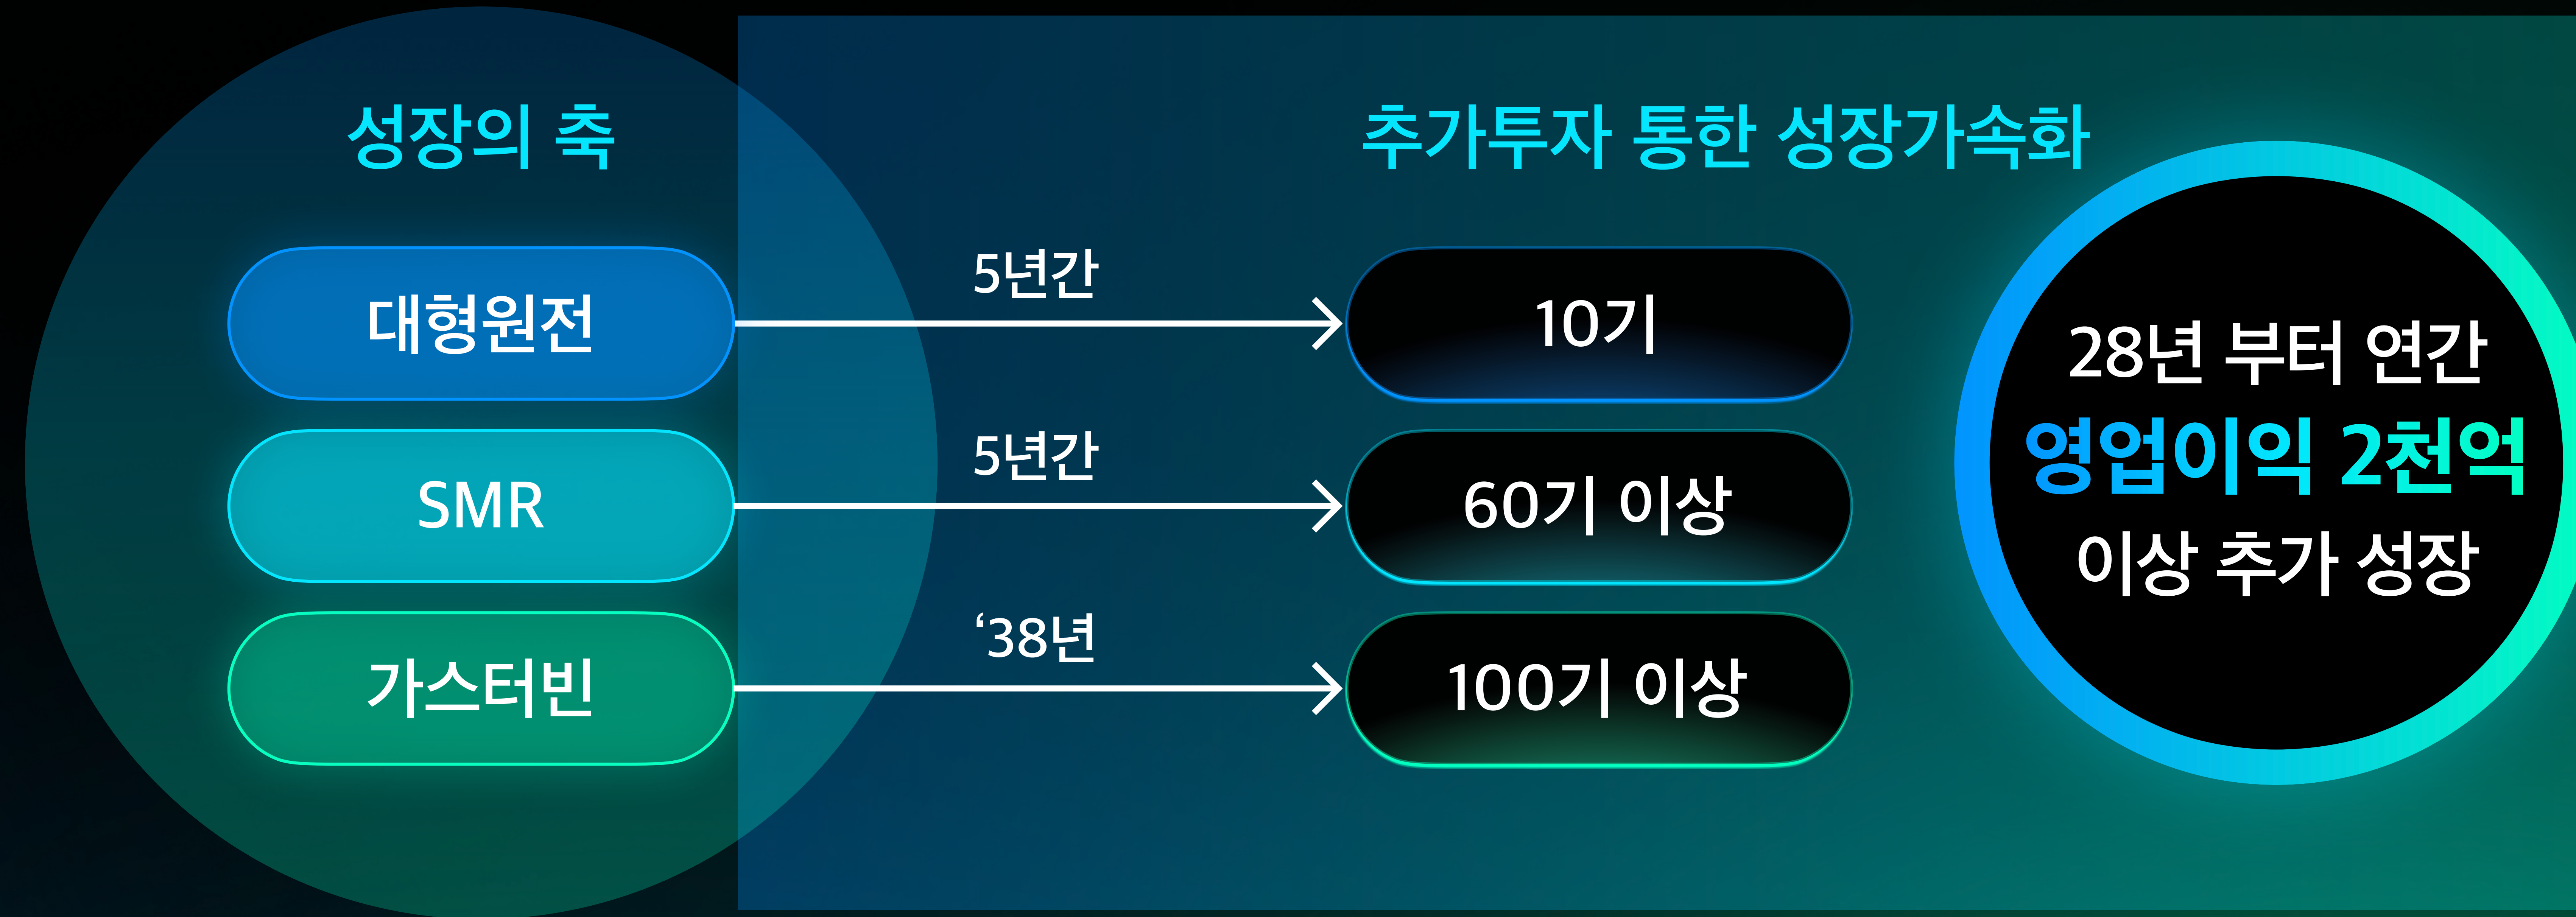 성장의 축
추가투자 통한 성장가속화
대형원전
5년간
10기
SMR
5년간
60기 이상
가스터빈
‘38년
100기 이상
28년 부터 연간
영업이익 2천억
이상 추가 성장